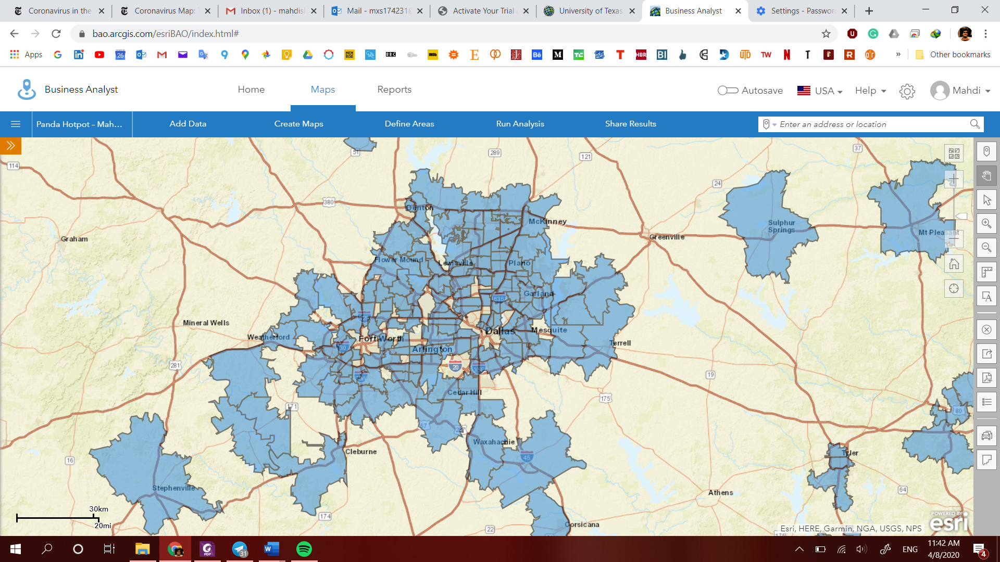 Coronavirus in the
Coronavirus Map:
Inbox (1) - mahdisl
Mail - mxs174231
Activate Your Trial
University of Texas
Business Analyst
Settings - Passwor
bao.arcgis.com/esriBAO/index.html#
Apps
Other bookmarks
Business Analyst
Home
Maps
Reports
Autosave
USA
Help
Mahdi
Panda Hotpot – Mah...
Add Data
Create Maps
Define Areas
Run Analysis
Share Results
Enter an address or location
51
289
121
37
114
24
380
Denton
McKinney
Sulphur
Springs
Mt Pleasant
Graham
Greenville
Flower Mound
Lewisville
Plano
Garland
635
Mineral Wells
Weatherford
Fort Worth
Dallas
Mesquite
30
Arlington
Terrell
281
20
19
Cedar Hill
175
171
80
67
Waxahachie
Cleburne
45
Tyler
16
Stephenville
Athens
64
30km
20mi
174
22
Corsicana
175
POWERED BY
esri
Esri, HERE, Garmin, NGA, USGS, NPS
31
ENG
11:42 AM
4/8/2020
4